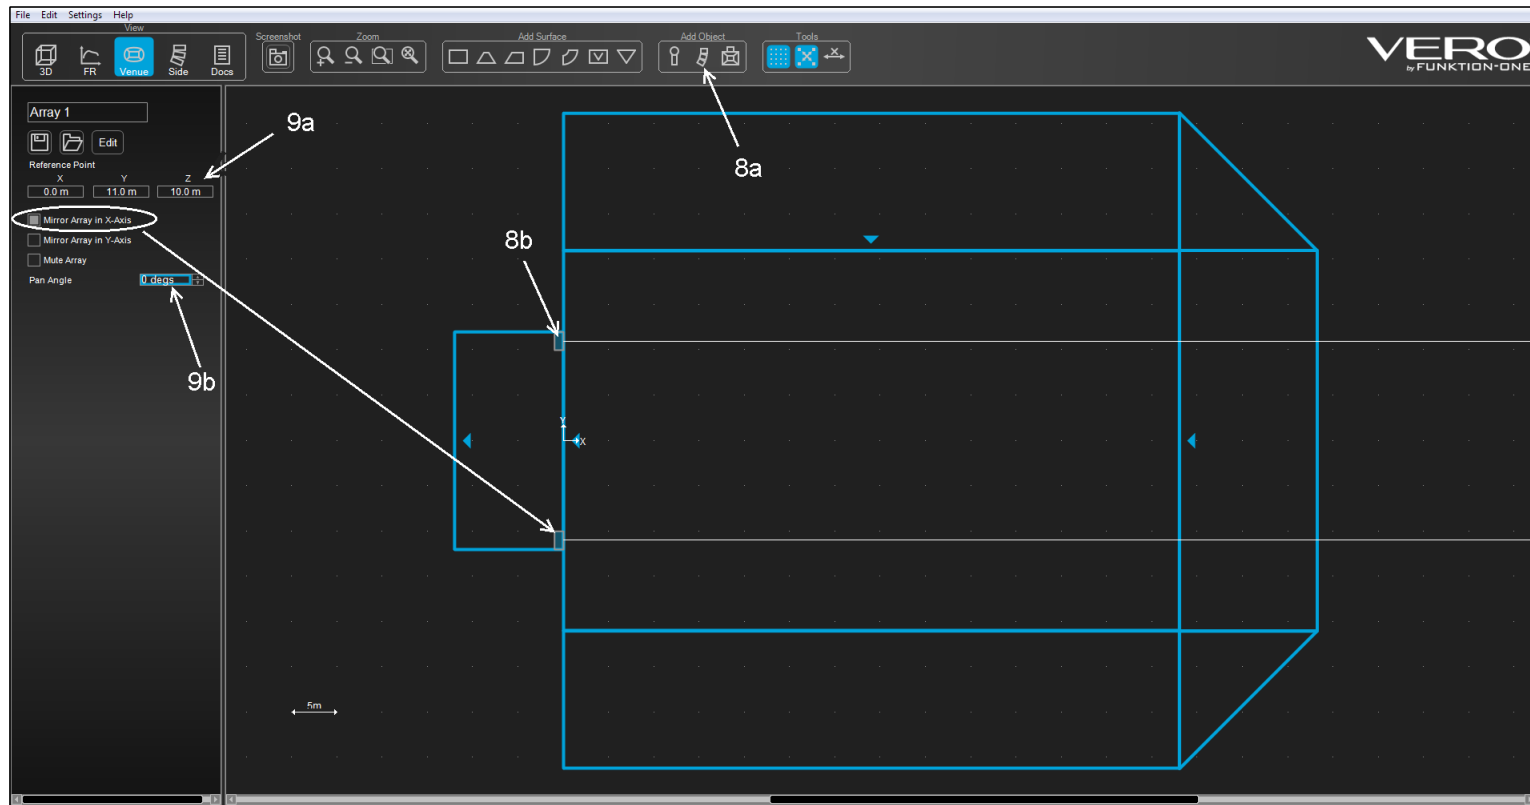 File Edit Settings Help
View
Screenshot
Zoom
Add Surface
Add Object
Tools
3D FR Venue Side Docs
VERO
by FUNKTION-ONE
Array 1
9a
8a
Edit
Reference Point
X Y Z
0.0 m 11.0 m 10.0 m
Mirror Array in X-Axis
Mirror Array in Y-Axis
8b
Mute Array
Pan Angle 0 degs
9b
Y
X
5m